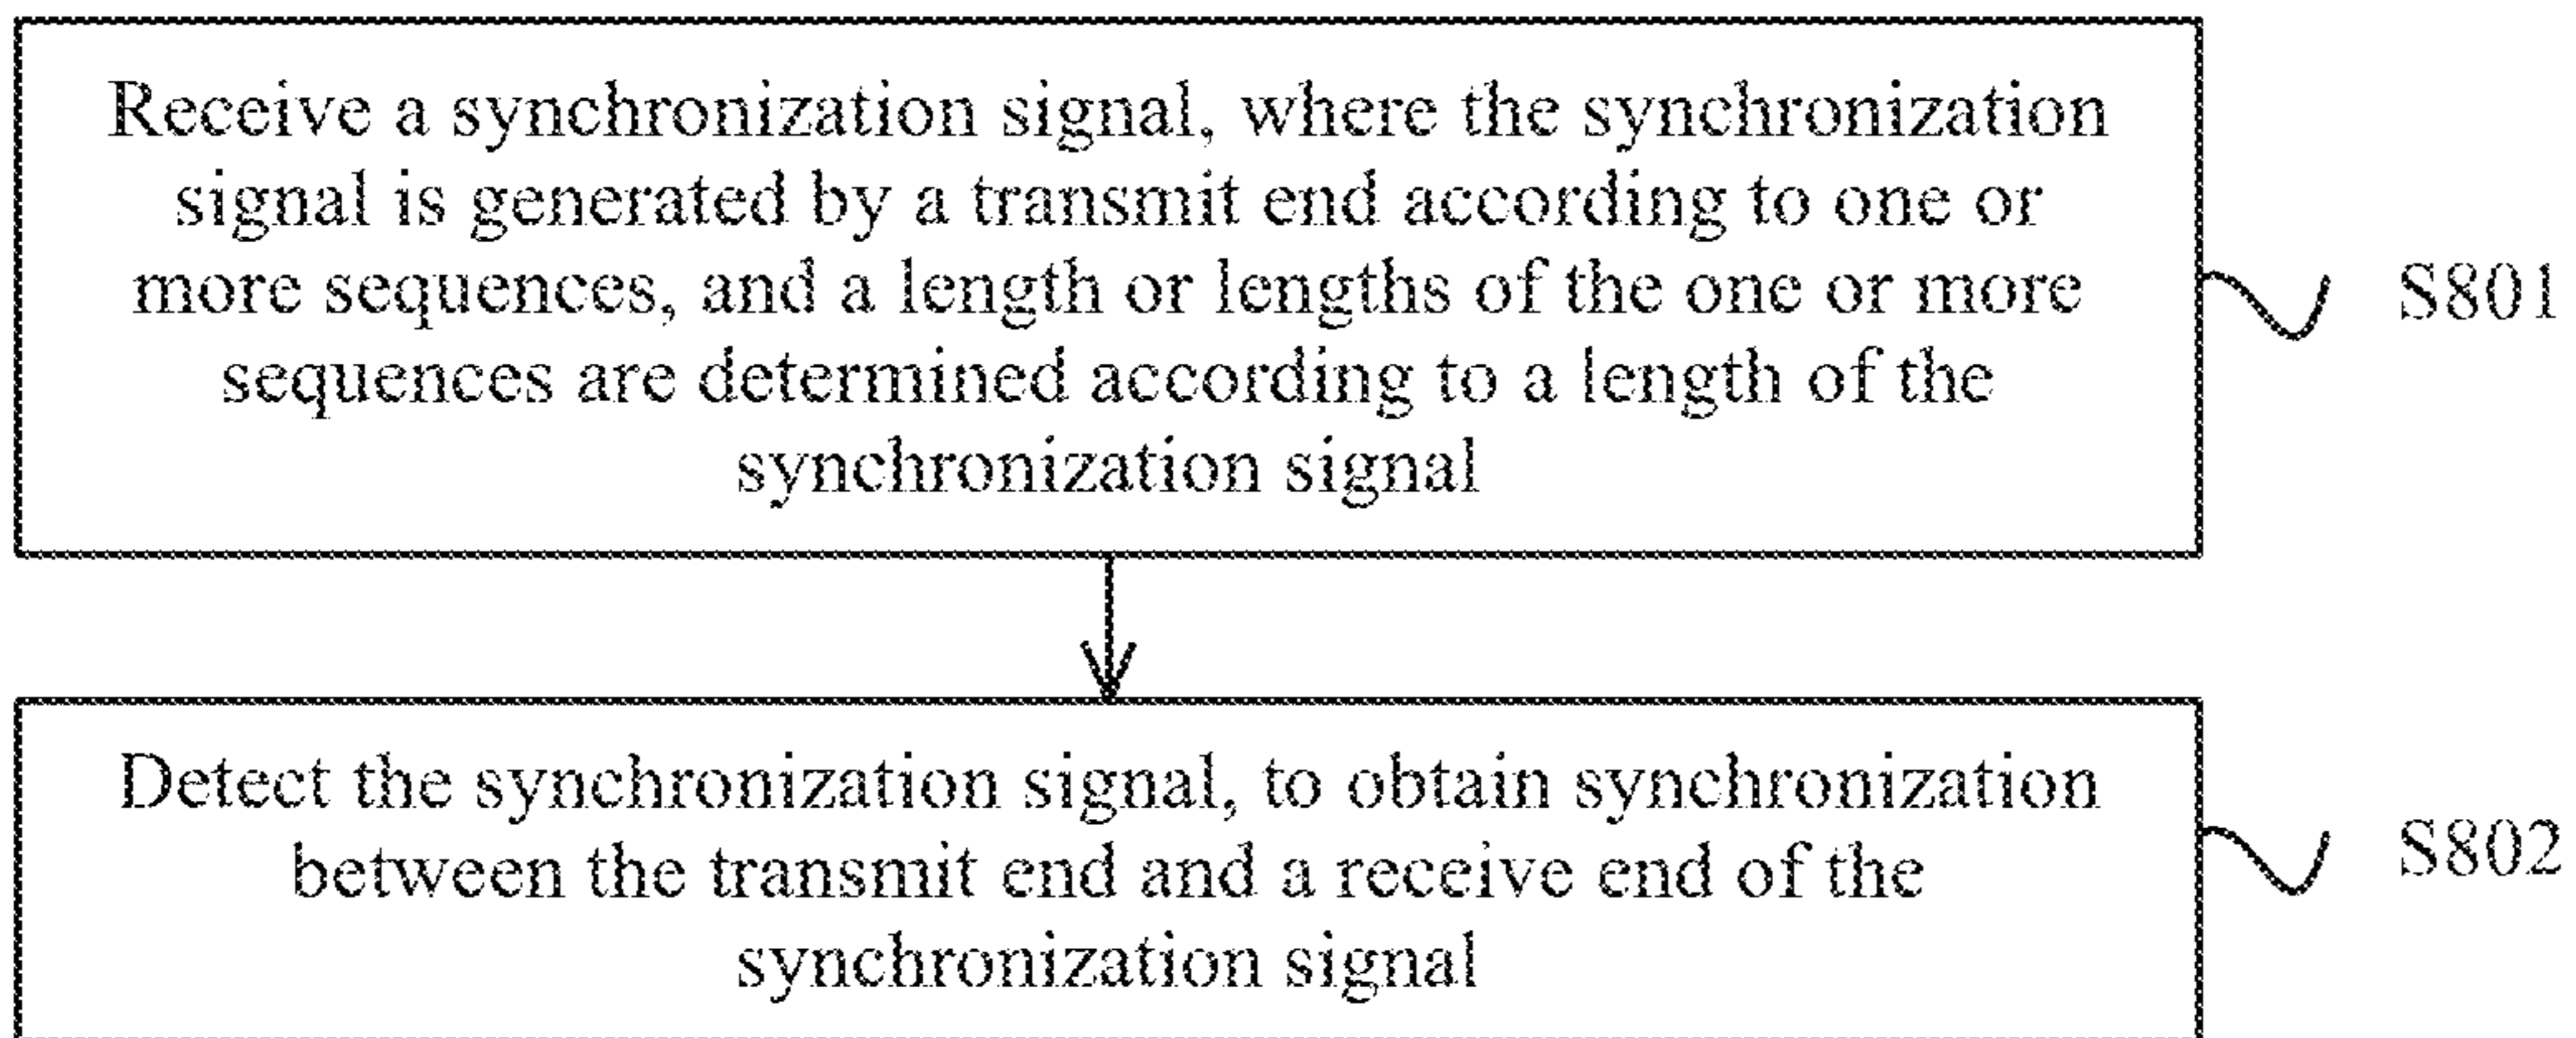 Receive a synchronization signal, where the synchronization
signal is generated by a transmit end according to one or
more sequences, and a length or lengths of the one or more
sequences are determined according to a length of the
synchronization signal
S801
Detect the synchronization signal, to obtain synchronization
between the transmit end and a receive end of the
synchronization signal
S802